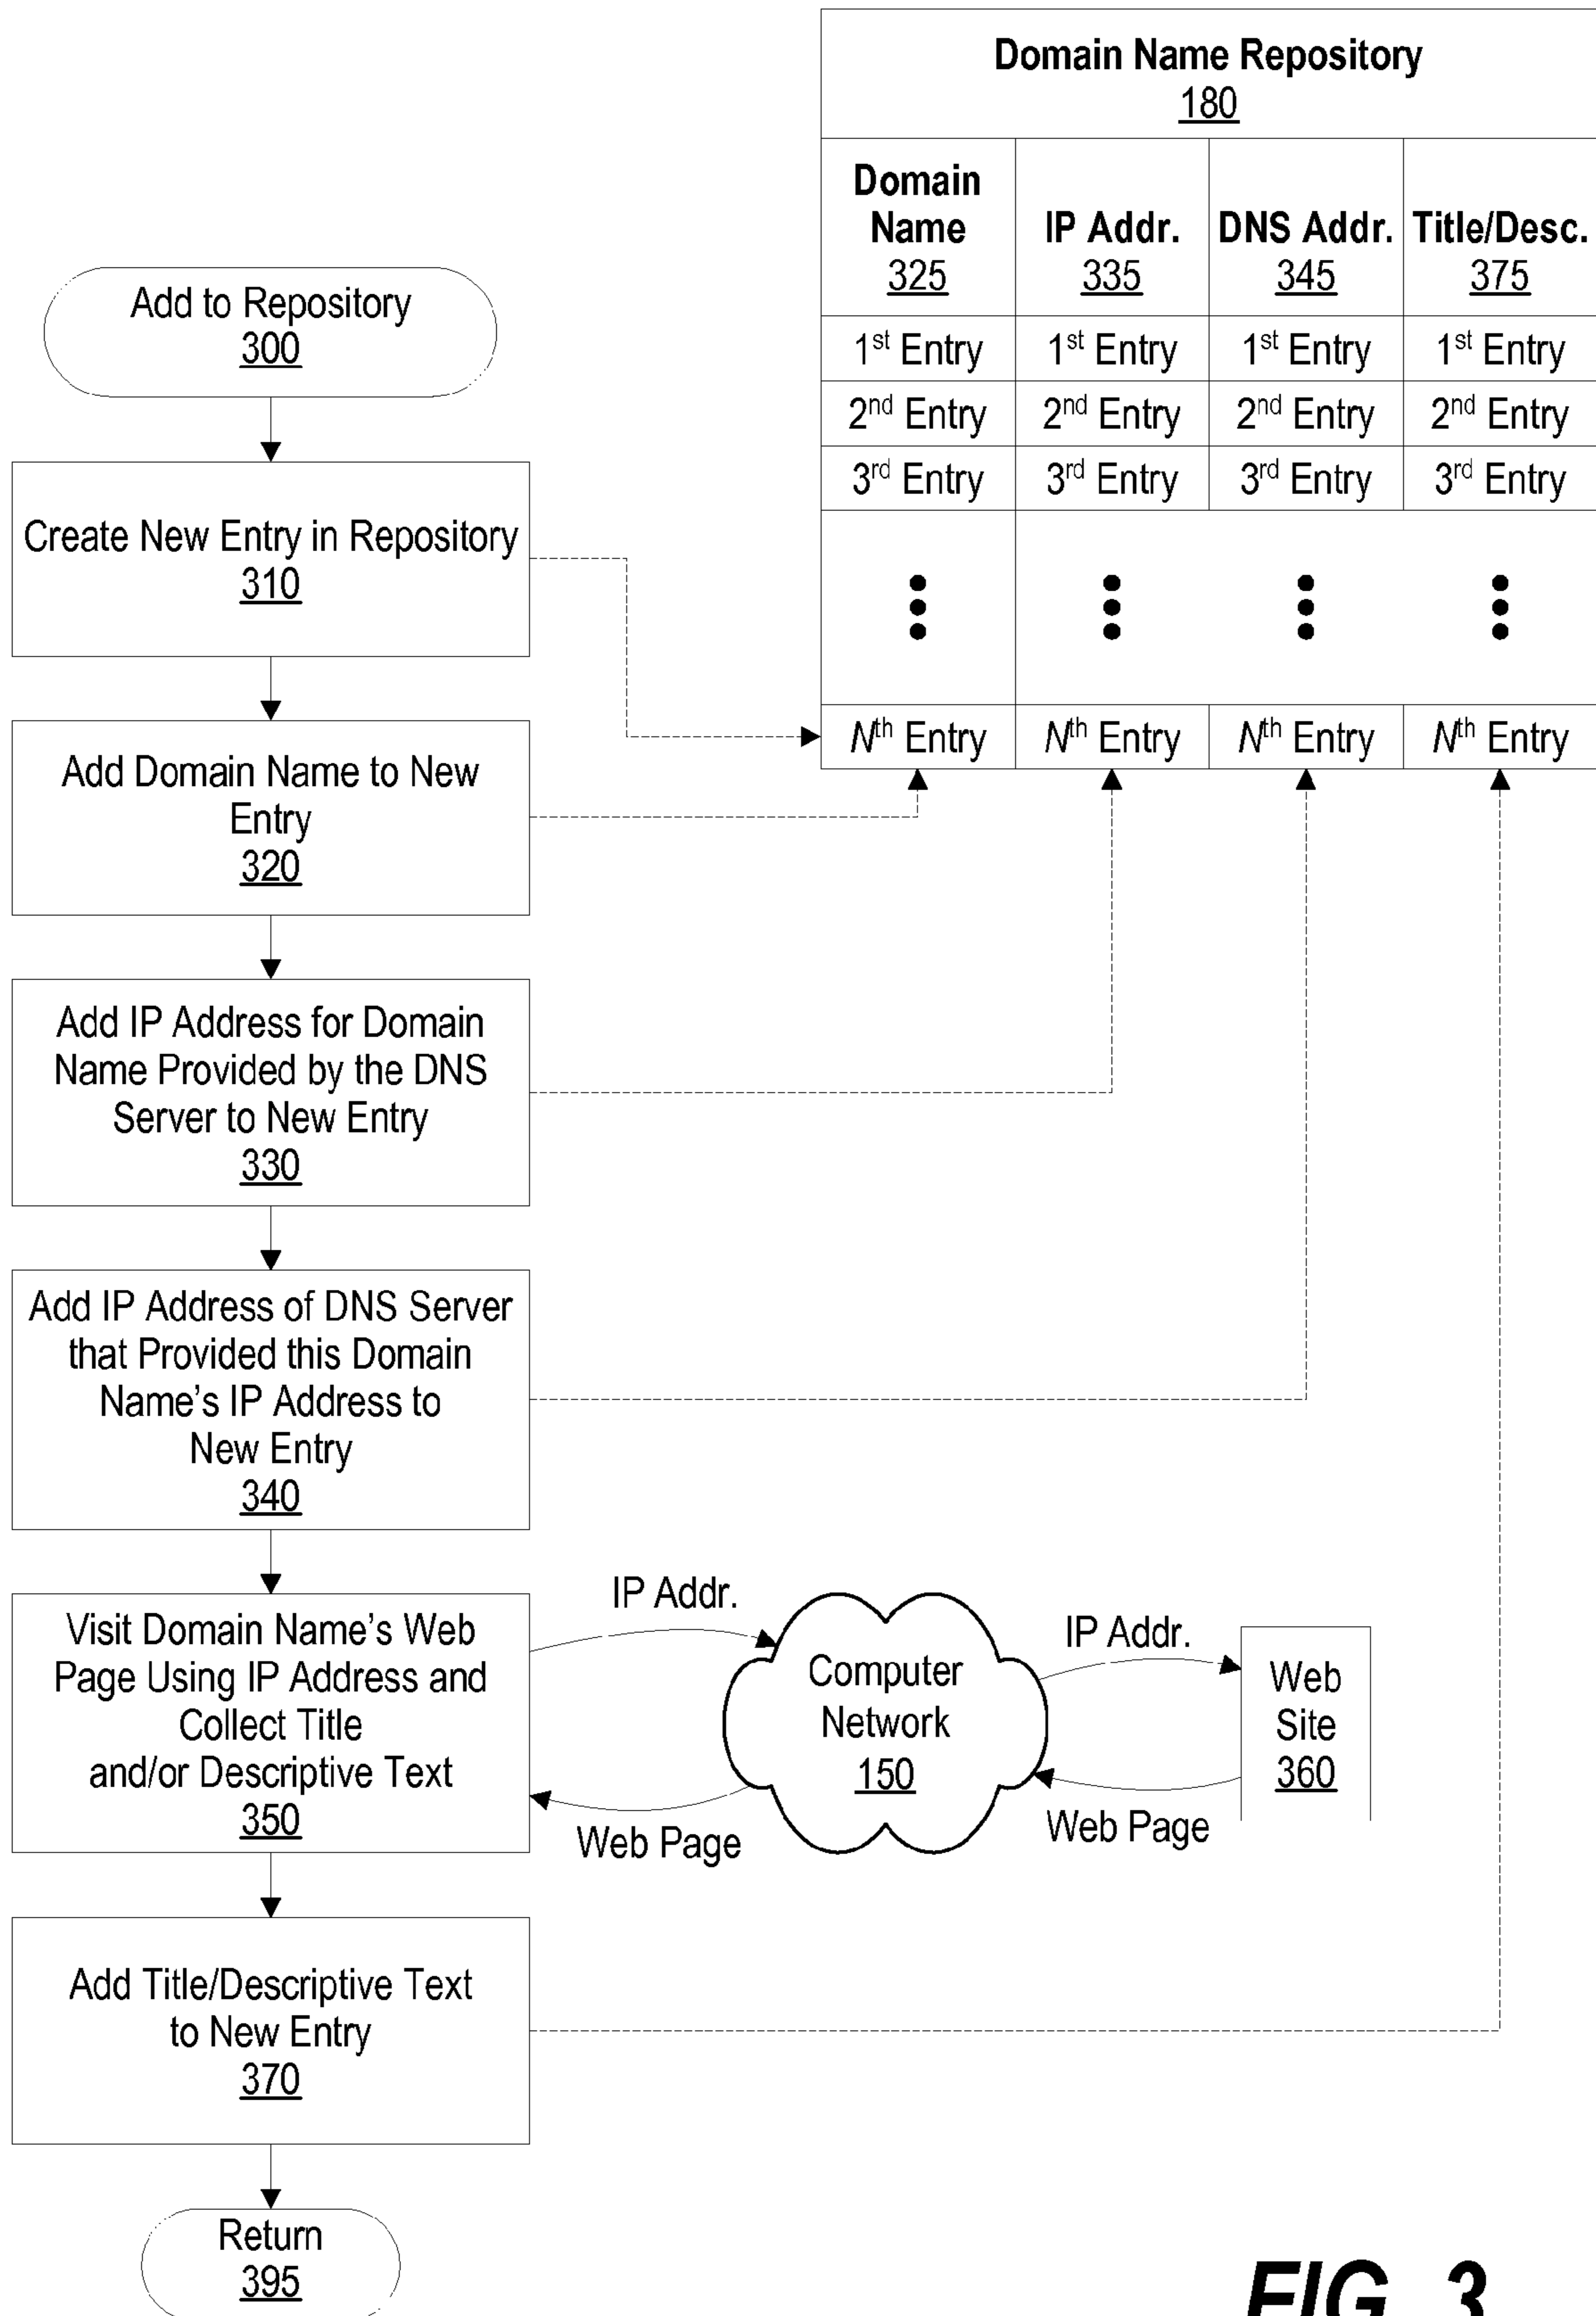 Domain Name Repository
180
Domain
Name
325
IP Addr.
335
DNS Addr.
345
Title/Desc.
375
1st Entry 1st Entry 1st Entry 1st Entry
2nd Entry 2nd Entry 2nd Entry 2nd Entry
3rd Entry 3rd Entry 3rd Entry 3rd Entry
Nth Entry Nth Entry Nth Entry Nth Entry
Add to Repository
300
Create New Entry in Repository
310
Add Domain Name to New
Entry
320
Add IP Address for Domain
Name Provided by the DNS
Server to New Entry
330
Add IP Address of DNS Server
that Provided this Domain
Name's IP Address to
New Entry
340
Visit Domain Name's Web
Page Using IP Address and
Collect Title
and/or Descriptive Text
350
IP Addr.
Web Page
Computer
Network
150
IP Addr.
Web Page
Web
Site
360
Add Title/Descriptive Text
to New Entry
370
Return
395
FIG. 3